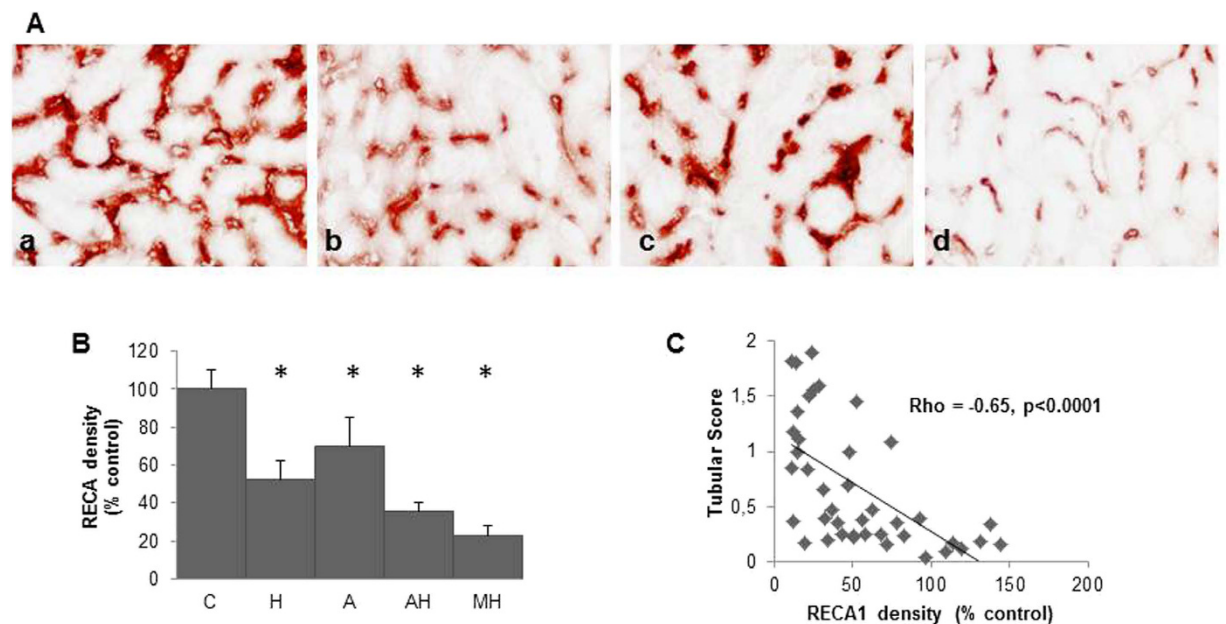 A
a b c d
B
RECA density
(% control)
120
100
80
60
40
20
0
* * * *
C H A AH MH
C
Tubular Score
2
1,5
1
0,5
0
Rho = -0.65, p<0.0001
0 50 100 150 200
RECA1 density (% control)